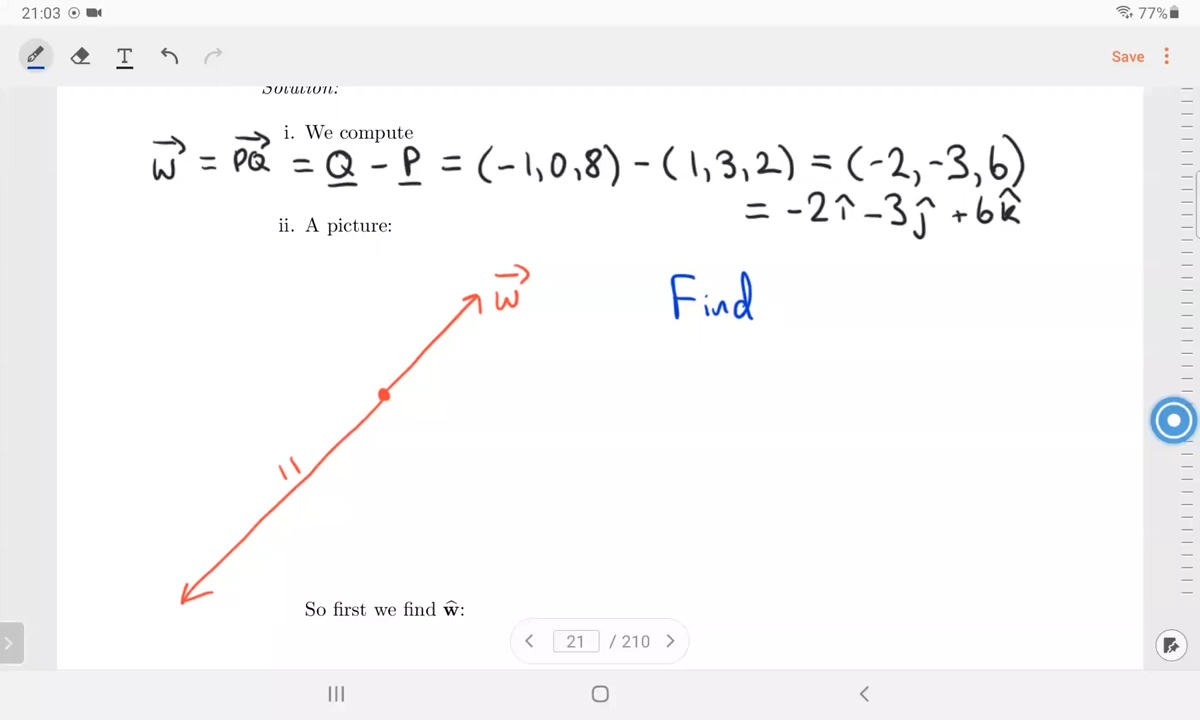 21:03 77%
T Save
Solution:
i. We compute
w⃗ = PQ⃗ = Q - P = (-1,0,8) - (1,3,2) = (-2,-3,6)
= -2î -3ĵ +6k̂
ii. A picture:
w⃗
Find
11
So first we find ŵ:
21 / 210